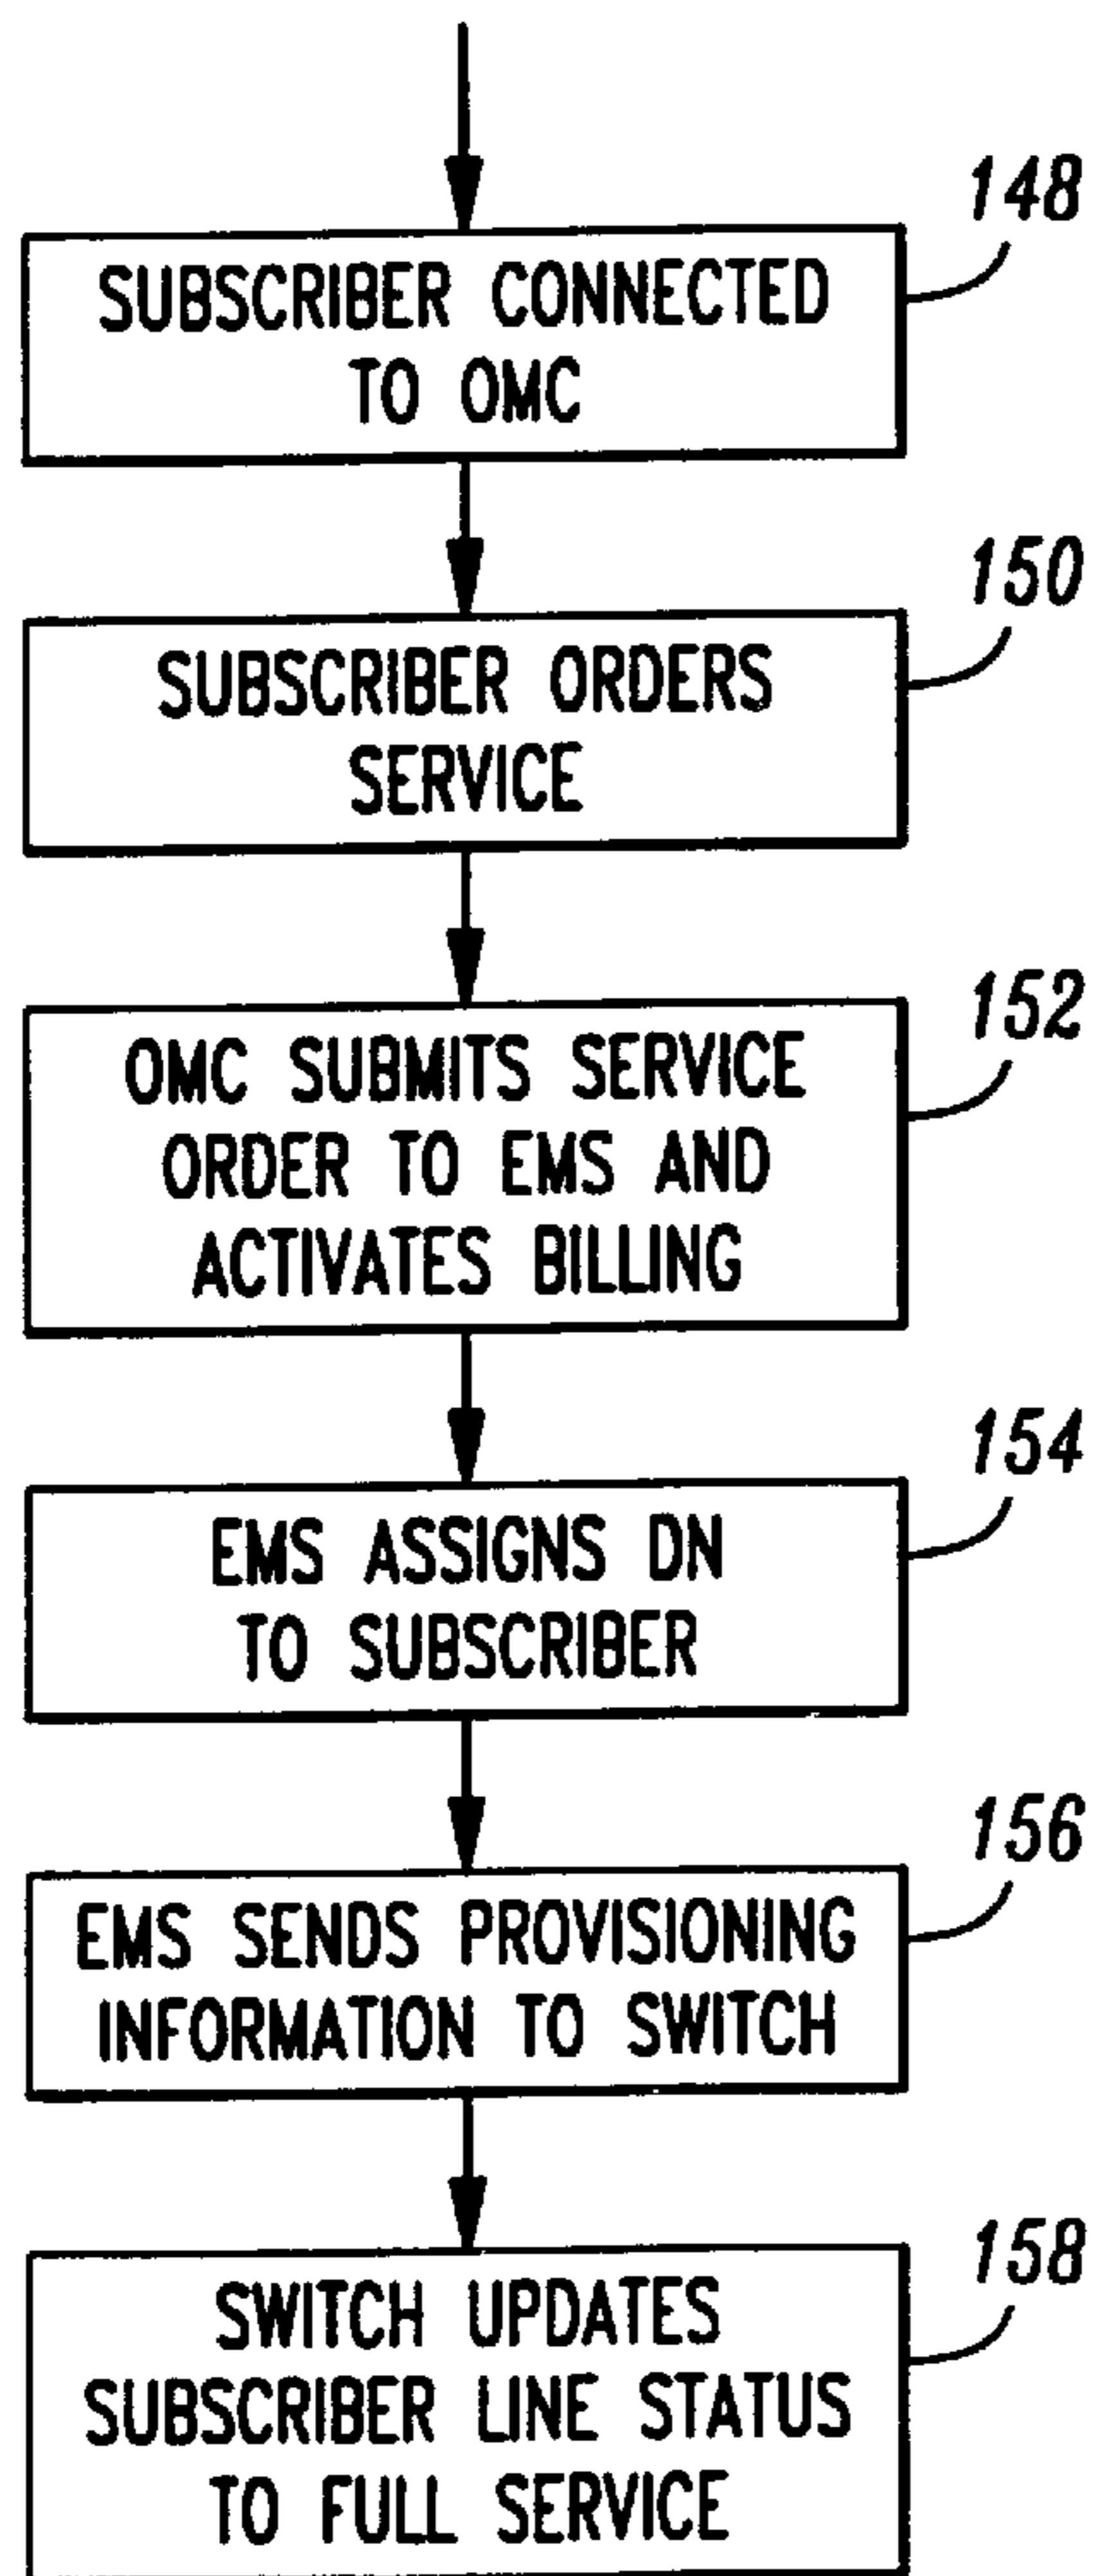 148
SUBSCRIBER CONNECTED
TO OMC
150
SUBSCRIBER ORDERS
SERVICE
152
OMC SUBMITS SERVICE
ORDER TO EMS AND
ACTIVATES BILLING
154
EMS ASSIGNS DN
TO SUBSCRIBER
156
EMS SENDS PROVISIONING
INFORMATION TO SWITCH
158
SWITCH UPDATES
SUBSCRIBER LINE STATUS
TO FULL SERVICE